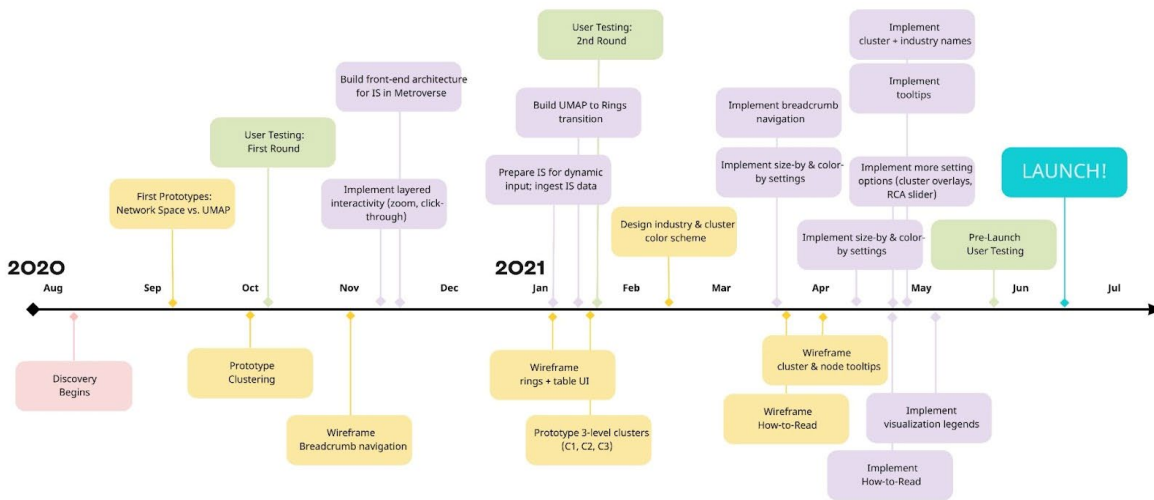 Implement
cluster + industry names
User Testing:
2nd Round
Build front-end architecture
for IS in Metroverse
Implement
tooltips
Build UMAP to Rings
transition
Implement breadcrumb
navigation
User Testing:
First Round
Prepare IS for dynamic
input; ingest IS data
Implement size-by & color-
by settings
Implement more setting
options (cluster overlays,
RCA slider)
LAUNCH!
First Prototypes:
Network Space vs. UMAP
Implement layered
interactivity (zoom, click-
through)
Design industry & cluster
color scheme
Implement size-by & color-
by settings
Pre-Launch
User Testing
2020
2021
Aug
Sep
Oct
Nov
Dec
Jan
Feb
Mar
Apr
May
Jun
Jul
Discovery
Begins
Prototype
Clustering
Wireframe
Breadcrumb navigation
Wireframe
rings + table UI
Prototype 3-level clusters
(C1, C2, C3)
Wireframe
cluster & node tooltips
Wireframe
How-to-Read
Implement
visualization legends
Implement
How-to-Read